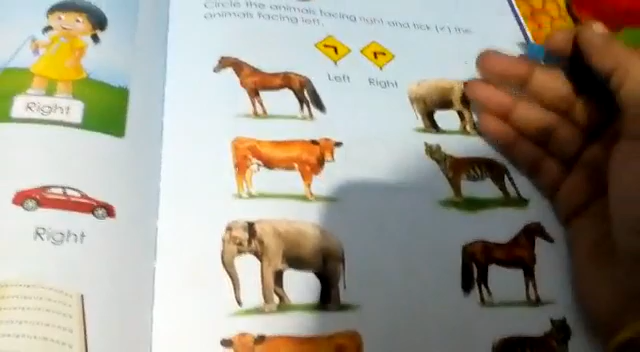 Circle the animals facing right and tick (✓) the
animals facing left.
Left
Right
Right
Right